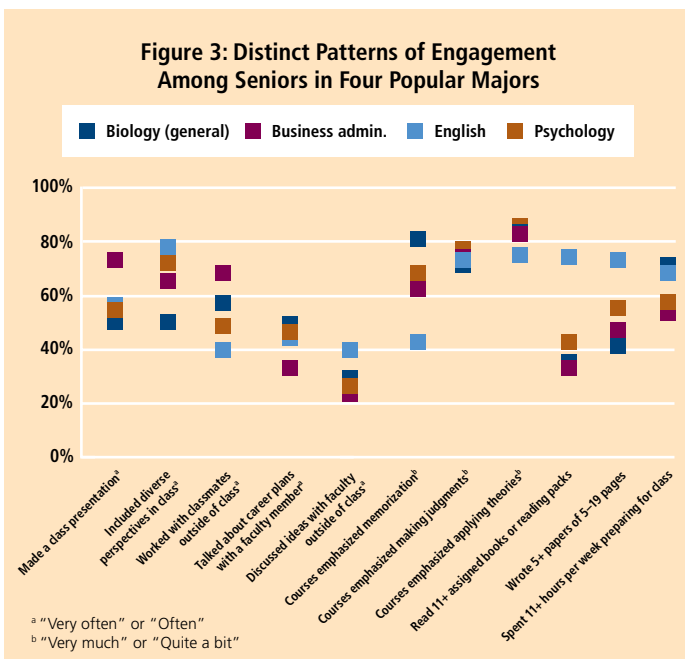 Figure 3: Distinct Patterns of Engagement
Among Seniors in Four Popular Majors
Biology (general) Business admin. English Psychology
100%
80%
60%
40%
20%
0%
Made a class presentationᵃ
Included diverse
perspectives in classᵃ
Worked with classmates
outside of classᵃ
Talked about career plans
with a faculty memberᵃ
Discussed ideas with faculty
outside of classᵃ
Courses emphasized memorizationᵇ
Courses emphasized making judgmentsᵇ
Courses emphasized applying theoriesᵇ
Read 11+ assigned books or reading packs
Wrote 5+ papers of 5–19 pages
Spent 11+ hours per week preparing for class
ᵃ “Very often” or “Often”
ᵇ “Very much” or “Quite a bit”